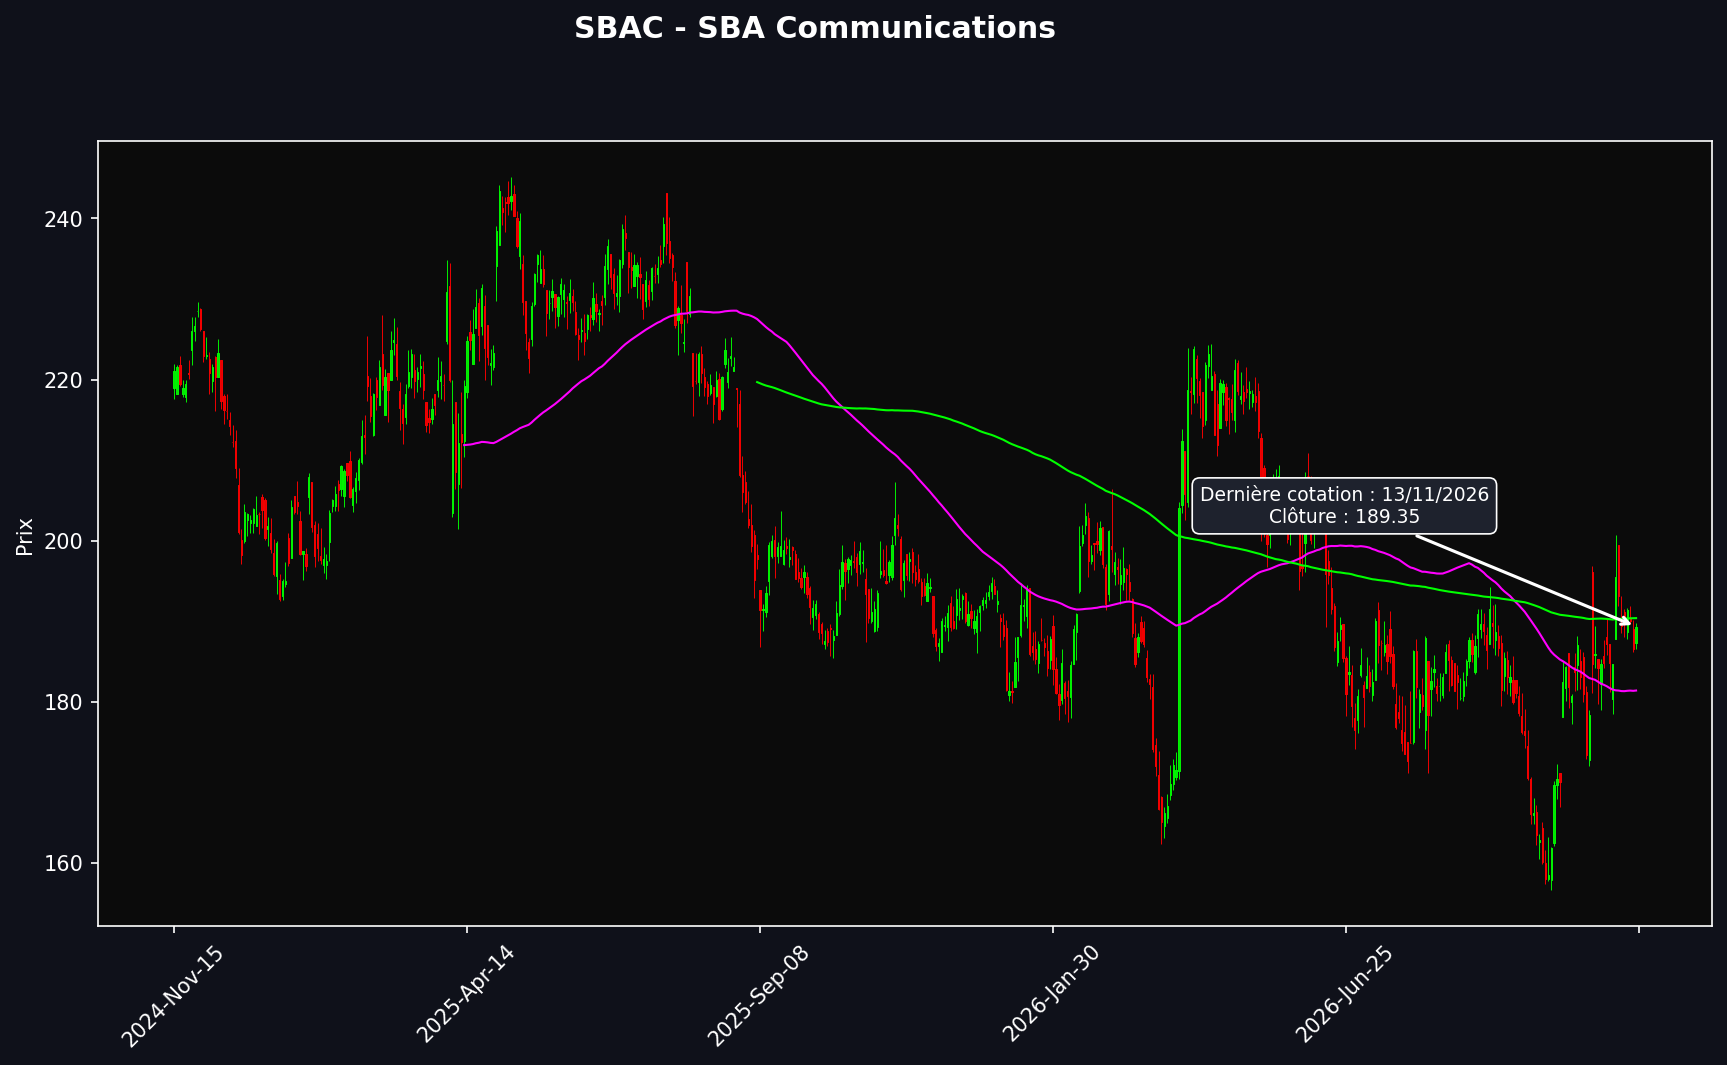 SBAC - SBA Communications
Prix
240
220
200
180
160
Dernière cotation : 13/11/2026
Clôture : 189.35
2024-Nov-15
2025-Apr-14
2025-Sep-08
2026-Jan-30
2026-Jun-25